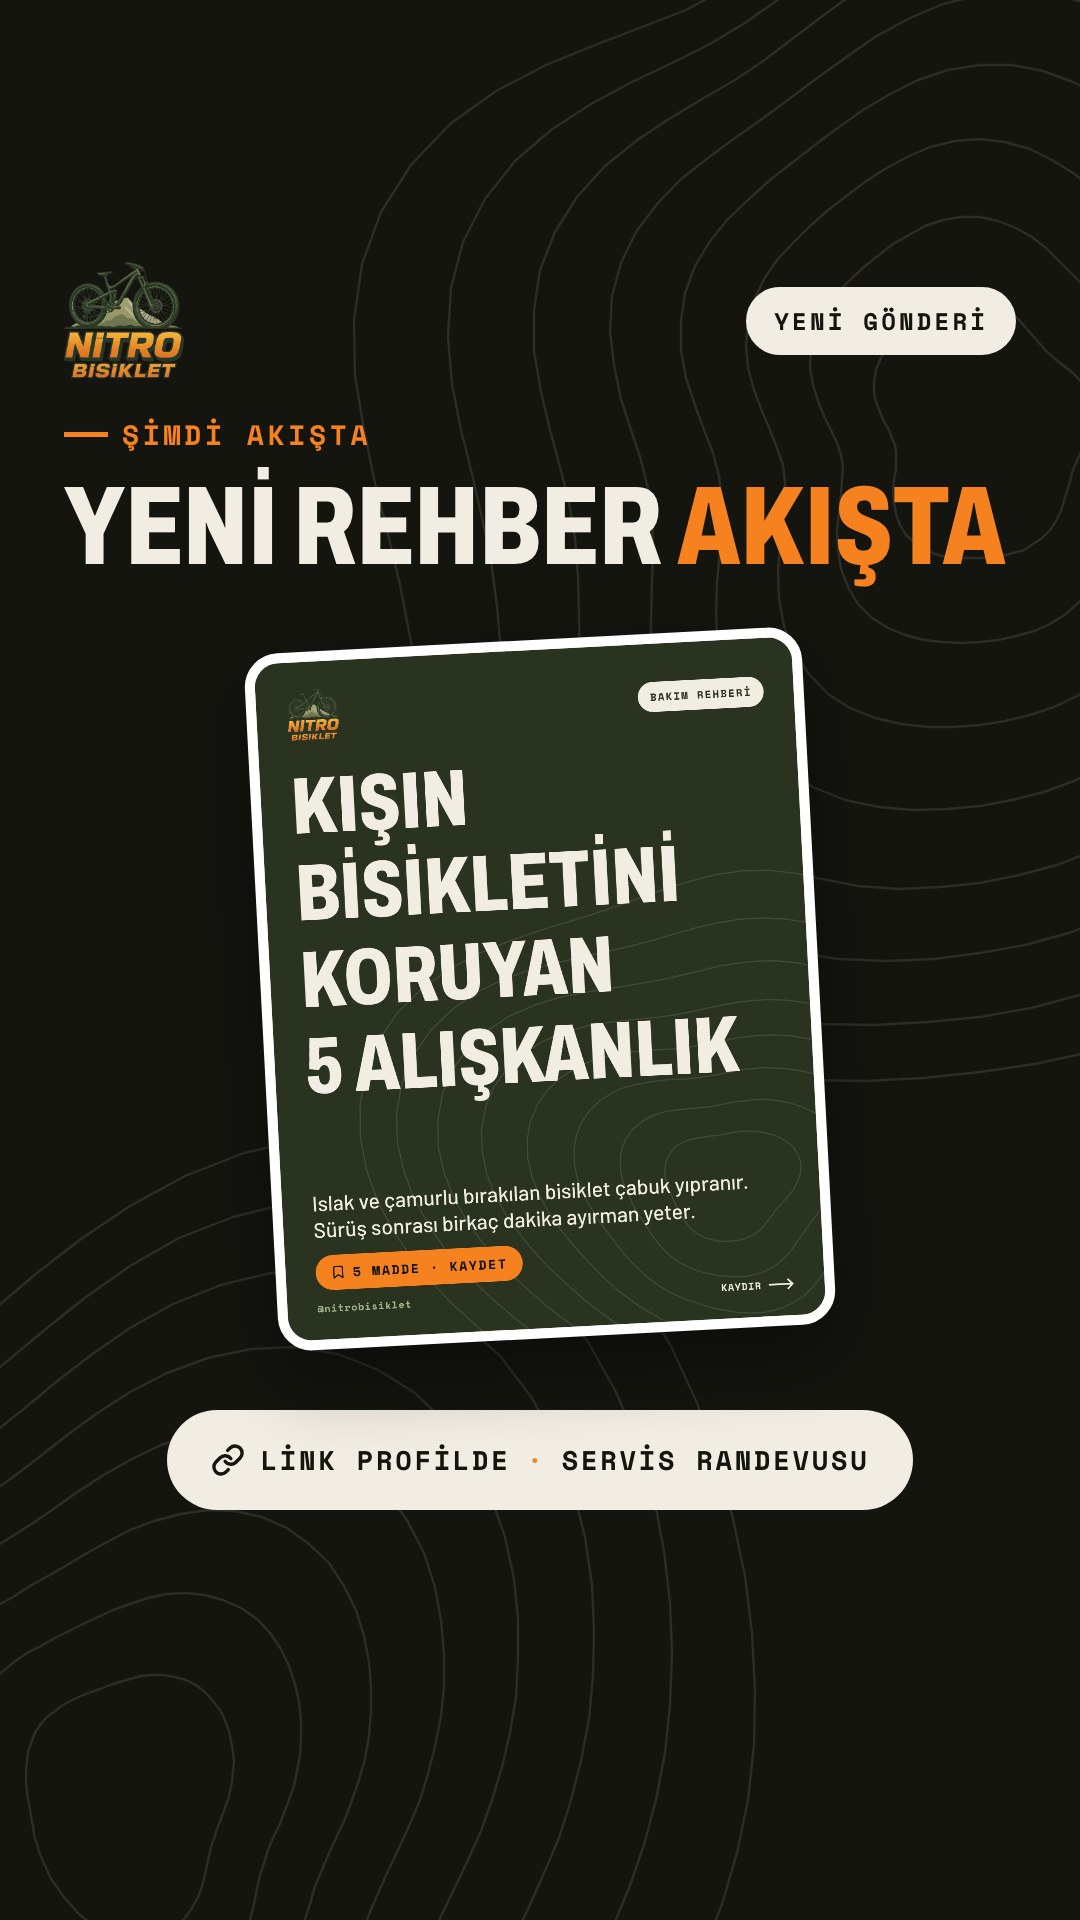 NiTRO
BiSiKLET
YENİ GÖNDERİ
ŞİMDİ AKIŞTA
YENİ REHBER AKIŞTA
NiTRO
BiSiKLET
BAKIM REHBERİ
KIŞIN
BİSİKLETİNİ
KORUYAN
5 ALIŞKANLIK
Islak ve çamurlu bırakılan bisiklet çabuk yıpranır.
Sürüş sonrası birkaç dakika ayırman yeter.
5 MADDE · KAYDET
KAYDIR →
@nitrobisiklet
LİNK PROFİLDE · SERVİS RANDEVUSU